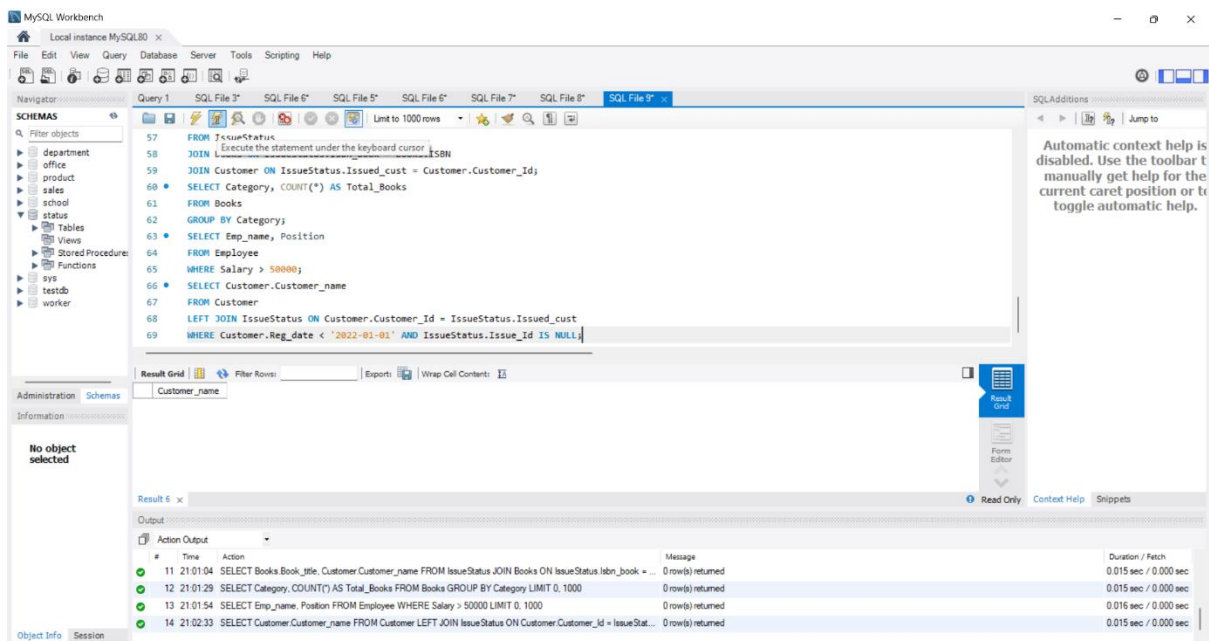 MySQL Workbench
Local instance MySQL80
File Edit View Query Database Server Tools Scripting Help
Navigator
SCHEMAS
Filter objects
department
office
product
sales
school
status
Tables
Views
Stored Procedures
Functions
sys
testdb
worker
Administration Schemas
Information
No object
selected
Object Info Session
Query 1 SQL File 3* SQL File 6* SQL File 5* SQL File 6* SQL File 7* SQL File 8* SQL File 9*
Limit to 1000 rows
57 FROM IssueStatus
Execute the statement under the keyboard cursor
58 JOIN ISBN
59 JOIN Customer ON IssueStatus.Issued_cust = Customer.Customer_Id;
60 SELECT Category, COUNT(*) AS Total_Books
61 FROM Books
62 GROUP BY Category;
63 SELECT Emp_name, Position
64 FROM Employee
65 WHERE Salary > 50000;
66 SELECT Customer.Customer_name
67 FROM Customer
68 LEFT JOIN IssueStatus ON Customer.Customer_Id = IssueStatus.Issued_cust
69 WHERE Customer.Reg_date < '2022-01-01' AND IssueStatus.Issue_Id IS NULL;
Result Grid Filter Rows: Export: Wrap Cell Content:
Customer_name
Result
Grid
Form
Editor
Result 6 Read Only
SQLAdditions
Jump to
Automatic context help is
disabled. Use the toolbar t
manually get help for the
current caret position or to
toggle automatic help.
Context Help Snippets
Output
Action Output
# Time Action Message Duration / Fetch
11 21:01:04 SELECT Books.Book_title, Customer.Customer_name FROM IssueStatus JOIN Books ON IssueStatus.Isbn_book = ... 0 row(s) returned 0.015 sec / 0.000 sec
12 21:01:29 SELECT Category, COUNT(*) AS Total_Books FROM Books GROUP BY Category LIMIT 0, 1000 0 row(s) returned 0.015 sec / 0.000 sec
13 21:01:54 SELECT Emp_name, Position FROM Employee WHERE Salary > 50000 LIMIT 0, 1000 0 row(s) returned 0.016 sec / 0.000 sec
14 21:02:33 SELECT Customer.Customer_name FROM Customer LEFT JOIN IssueStatus ON Customer.Customer_Id = IssueStat... 0 row(s) returned 0.015 sec / 0.000 sec